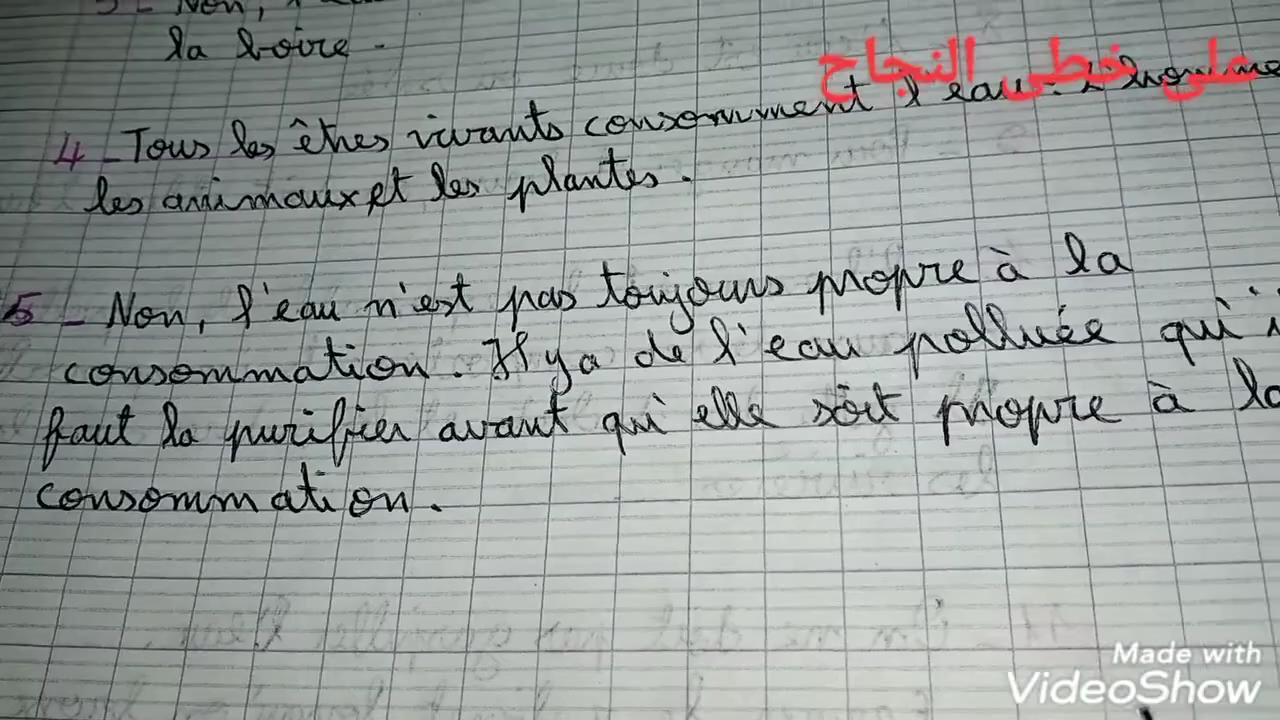 3 - Non,
la boire -
على خطى النجاح
4 - Tous les êtres vivants consomment l'eau :
les animaux et les plantes.
5 - Non, l'eau n'est pas toujours propre à la
consommation. Il y a de l'eau polluée qu'i
faut la purifier avant qu'elle soit propre à la
consommation.
Made with
VideoShow